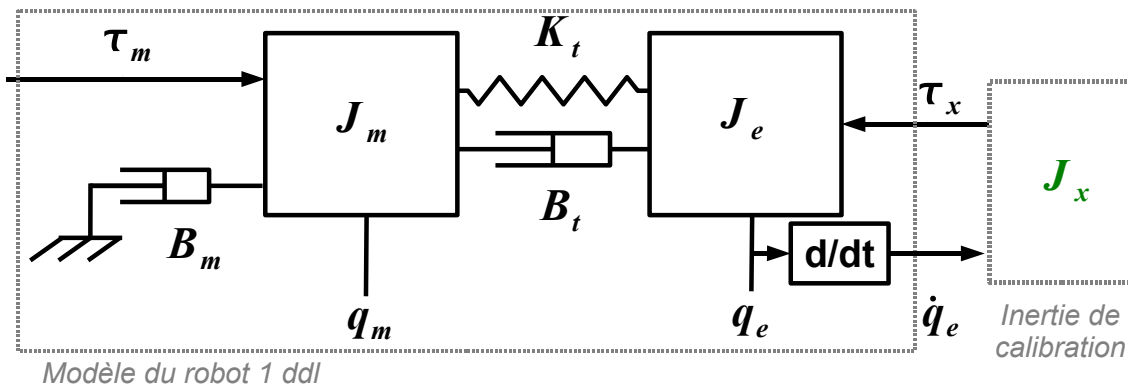 τ_m
K_t
J_m
J_e
τ_x
J_x
B_m
B_t
d/dt
q_m
q_e
q̇_e
Inertie de
calibration
Modèle du robot 1 ddl